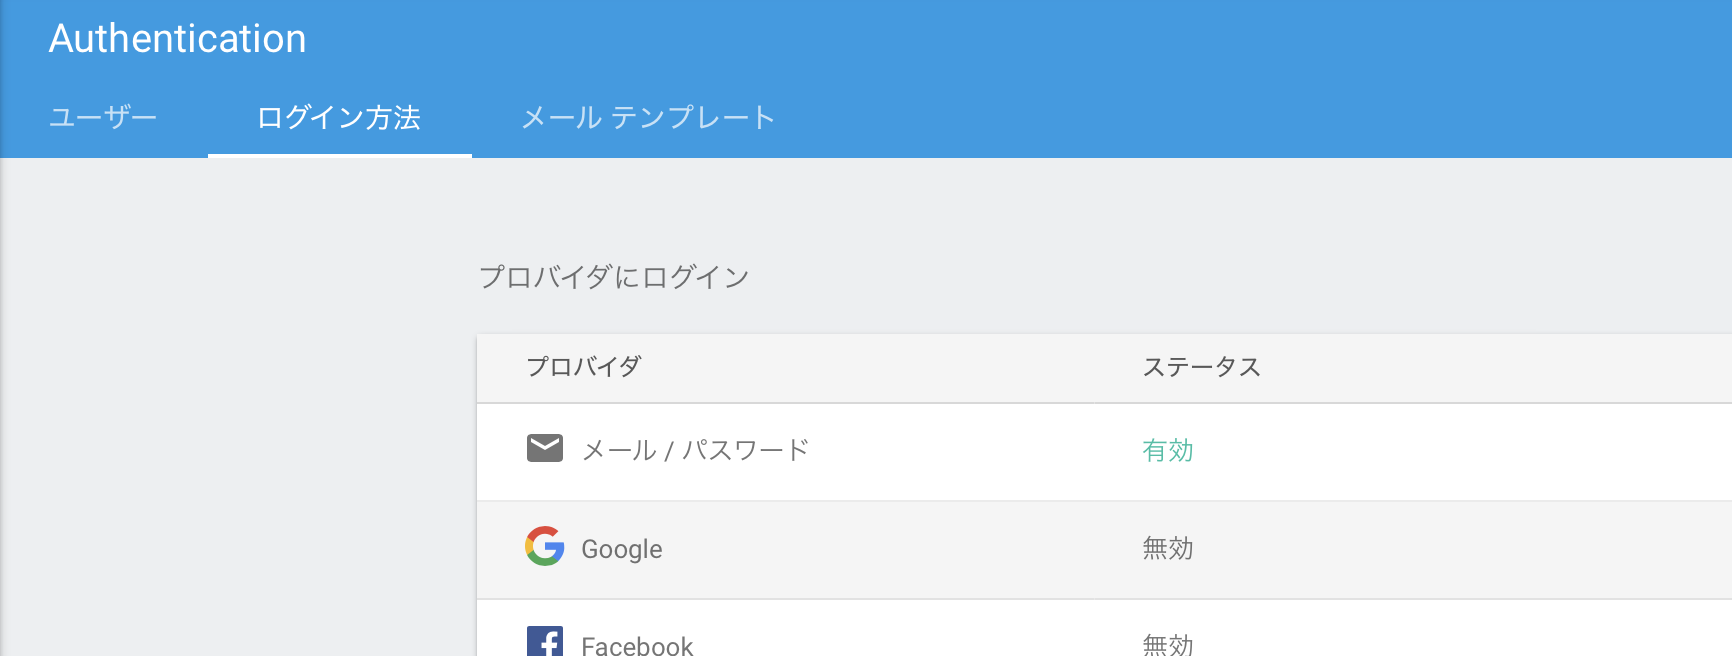 Authentication
ユーザー ログイン方法 メール テンプレート
プロバイダにログイン
プロバイダ ステータス
メール / パスワード 有効
Google 無効
Facebook 無効